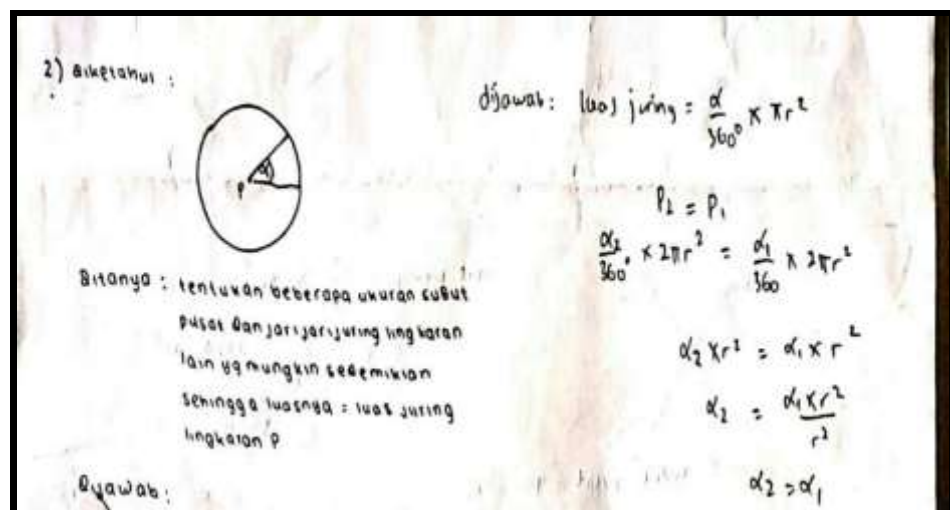 2) Diketahui :
α
P
Ditanya : tentukan beberapa ukuran sudut
pusat dan jari jari juring lingkaran
lain yg mungkin sedemikian
sehingga luasnya = luas juring
lingkaran P
Dijawab :
dijawab : luas juring = α/360° × πr²
P₂ = P₁
α₂/360° × 2πr² = α₁/360 × 2πr²
α₂ × r² = α₁ × r²
α₂ = α₁ × r²/r²
α₂ = α₁